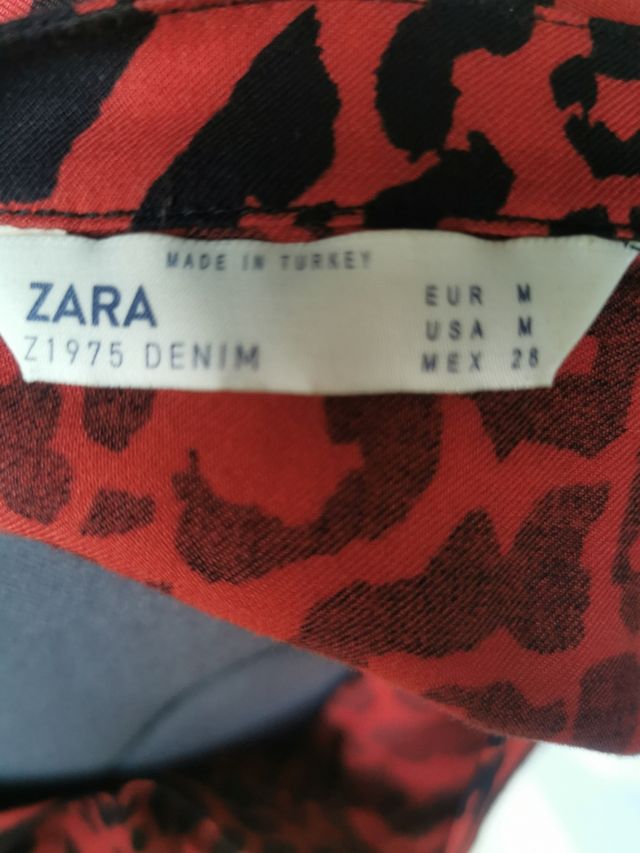 MADE IN TURKEY
ZARA
Z1975 DENIM
EUR M
USA M
MEX 28